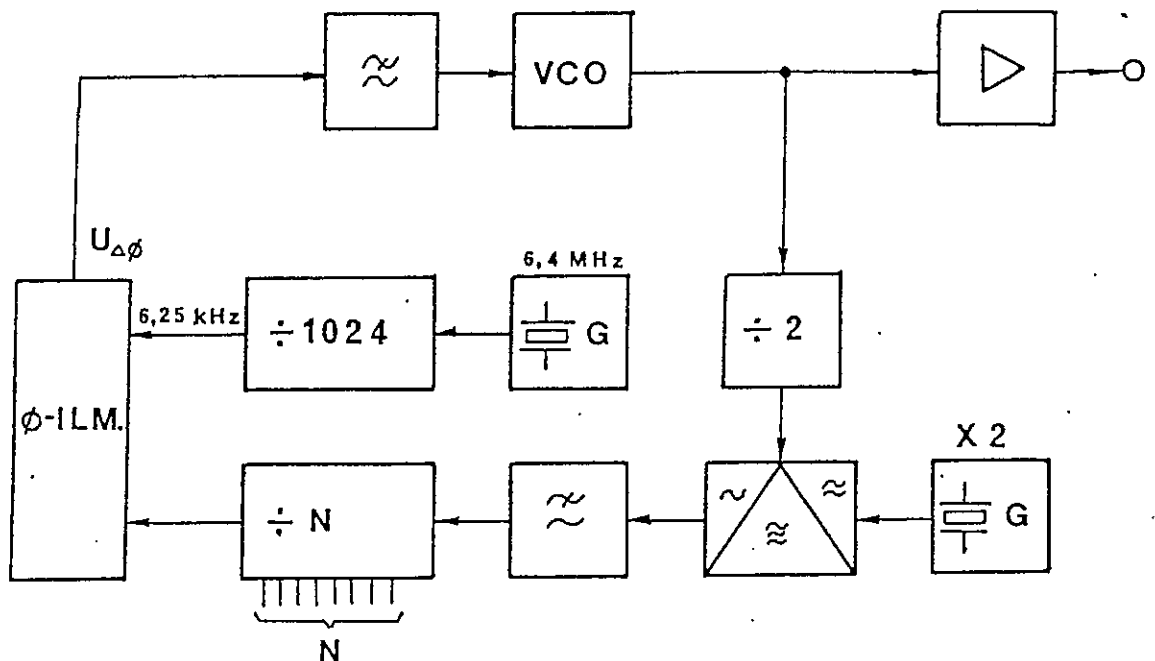 VCO
U△ø
6,4 MHz
6,25 kHz
÷1024
G
÷ 2
ø-ILM.
X 2
÷ N
G
N